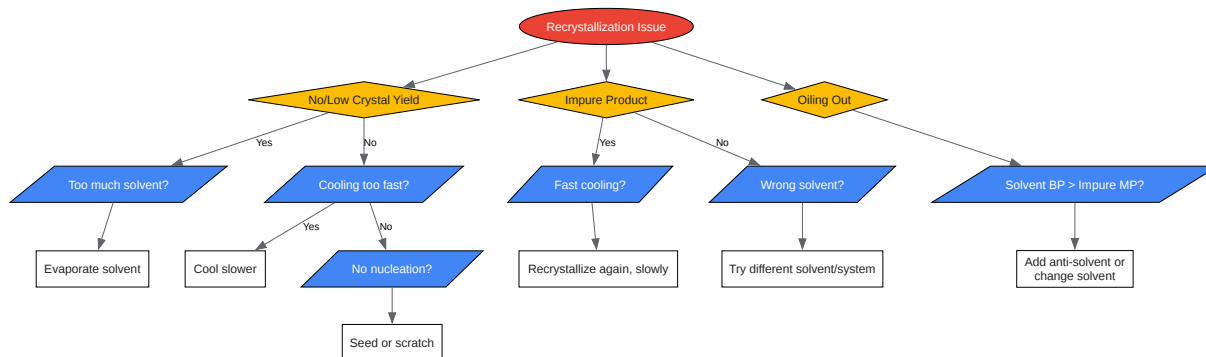 Recrystallization Issue
No/Low Crystal Yield
Impure Product
Oiling Out
Yes
No
Yes
No
Too much solvent?
Cooling too fast?
Fast cooling?
Wrong solvent?
Solvent BP > Impure MP?
Yes
No
Evaporate solvent
Cool slower
No nucleation?
Recrystallize again, slowly
Try different solvent/system
Add anti-solvent or
change solvent
Seed or scratch